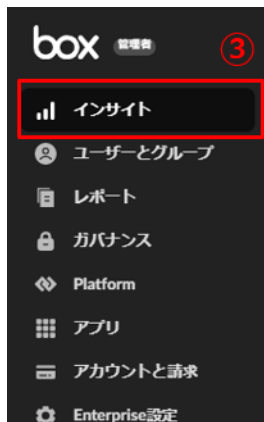 box 管理者 ③
インサイト
ユーザーとグループ
レポート
ガバナンス
Platform
アプリ
アカウントと請求
Enterprise設定